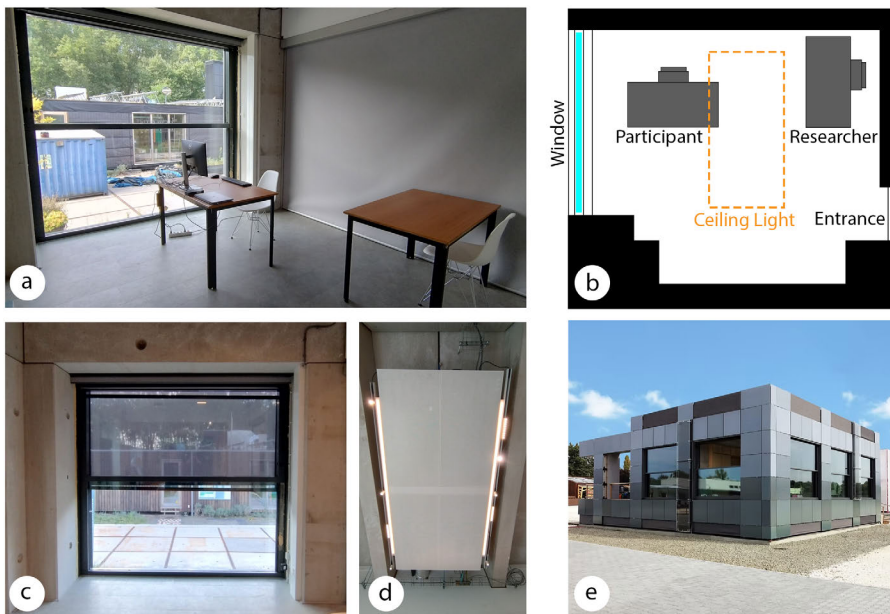 a
Window
Participant
Researcher
Ceiling Light
Entrance
b
c
d
e